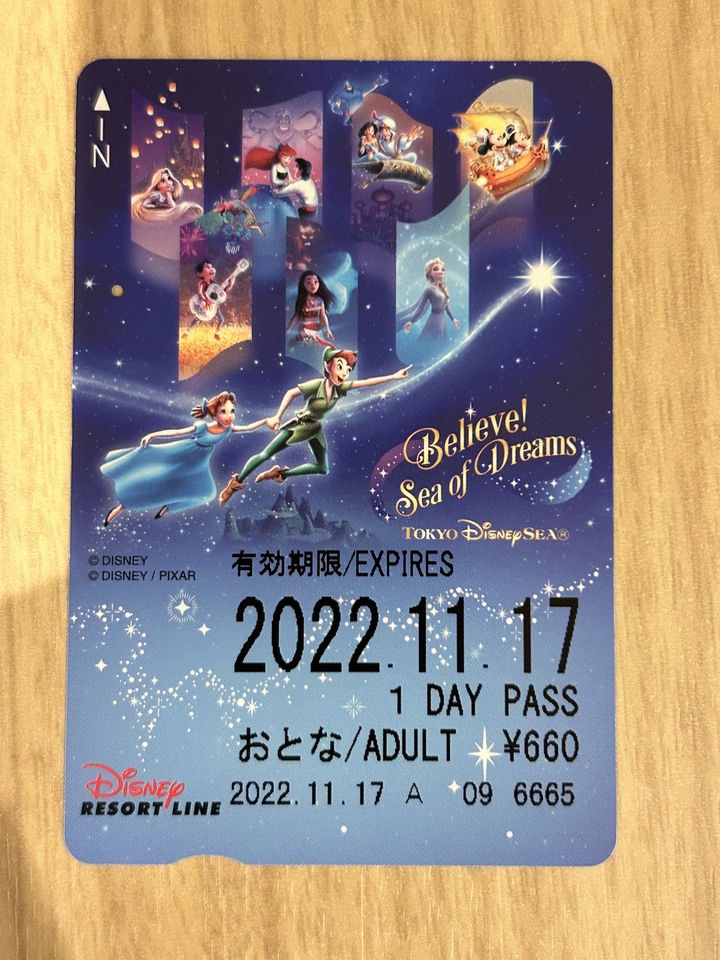 IN
Believe!
Sea of Dreams
TOKYO DISNEYSEA®
© DISNEY
© DISNEY / PIXAR
有効期限/EXPIRES
2022.11.17
1 DAY PASS
おとな/ADULT ¥660
Disney
RESORT LINE
2022.11.17 A 09 6665